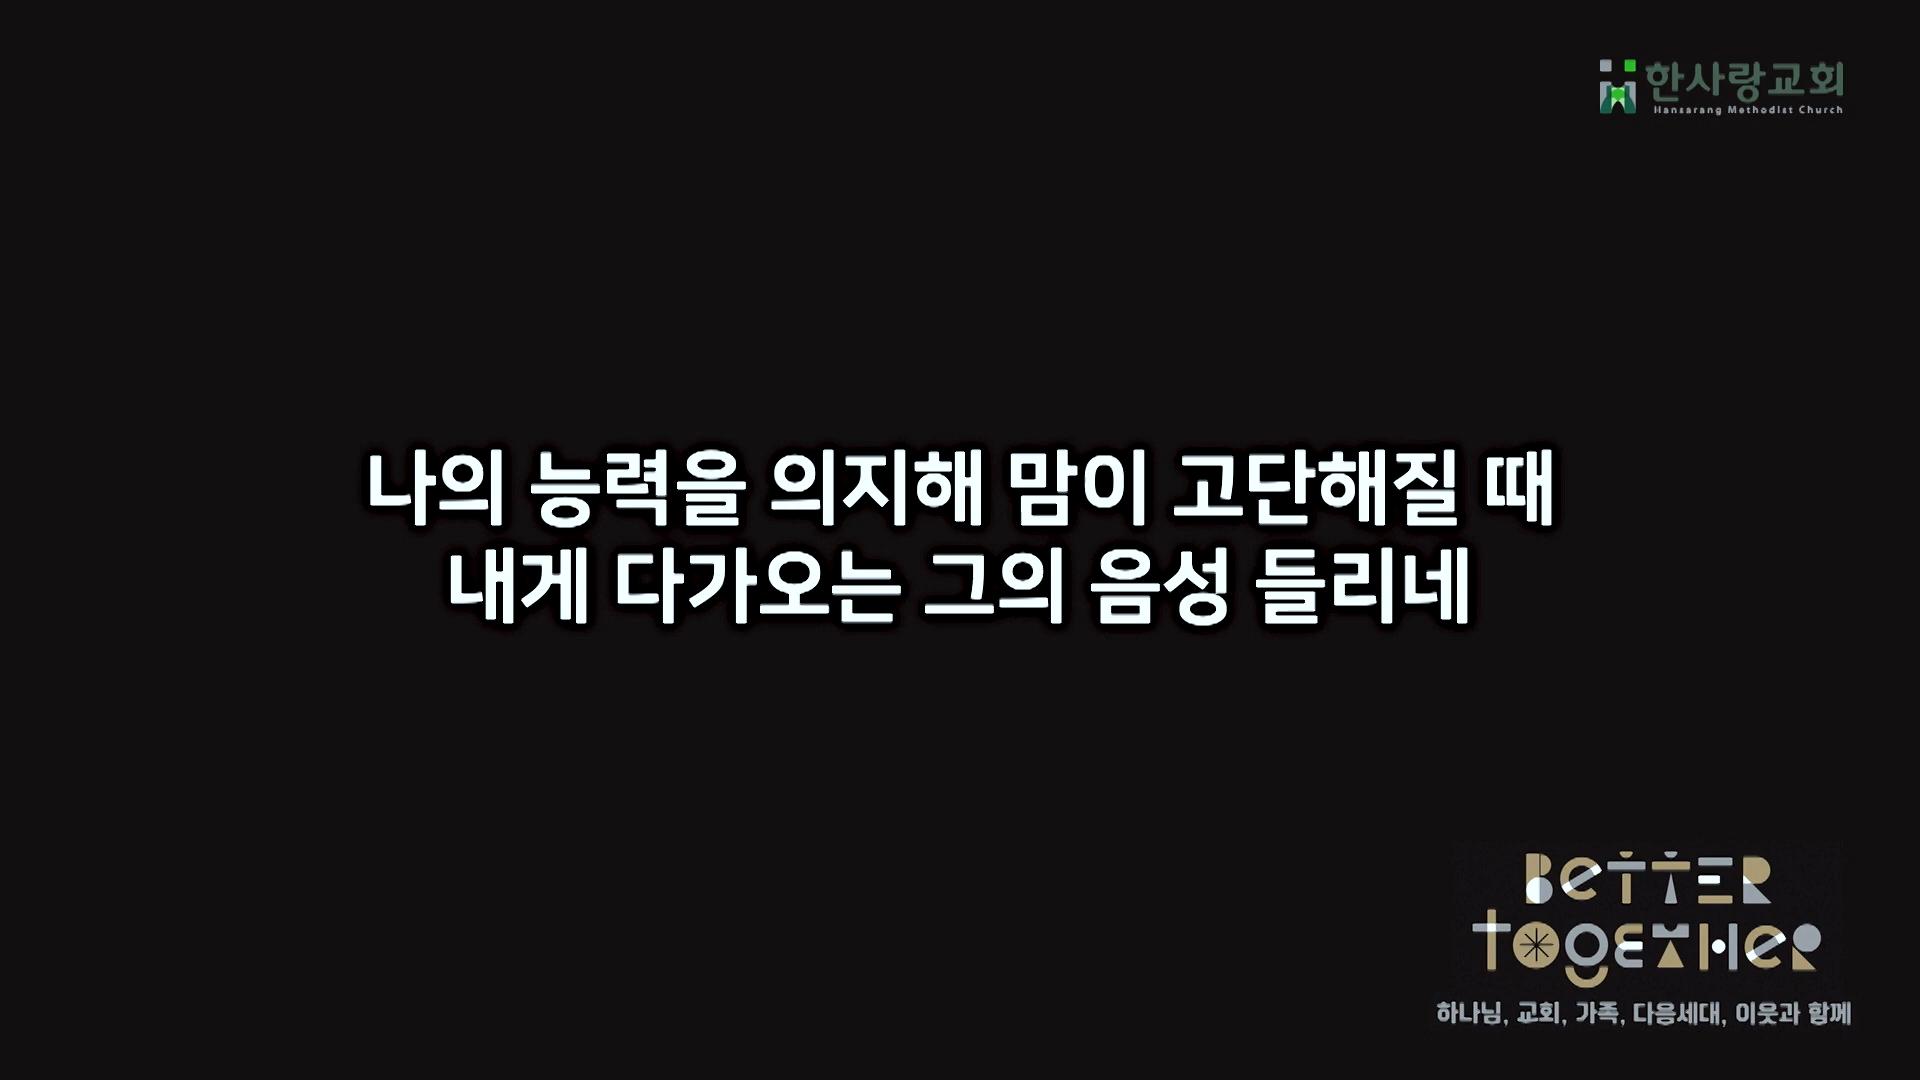 한사랑교회
Hansarang Methodist Church
나의 능력을 의지해 맘이 고단해질 때
내게 다가오는 그의 음성 들리네
BETTER
TOGETHER
하나님, 교회, 가족, 다음세대, 이웃과 함께